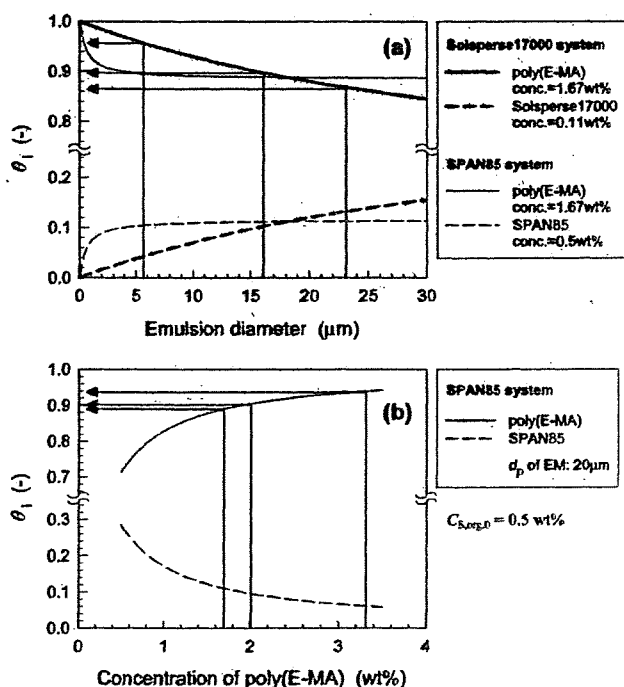 (a)
1.0
0.9
0.8
0.2
0.1
0.0
θi (-)
0 5 10 15 20 25 30
Emulsion diameter (μm)
Solsperse17000 system
poly(E-MA)
conc.=1.67wt%
Solsperse17000
conc.=0.11wt%
SPAN85 system
poly(E-MA)
conc.=1.67wt%
SPAN85
conc.=0.5wt%
(b)
1.0
0.9
0.8
0.7
0.3
0.2
0.1
0.0
θi (-)
0 1 2 3 4
Concentration of poly(E-MA) (wt%)
SPAN85 system
poly(E-MA)
SPAN85
dp of EM: 20μm
CS,org,0 = 0.5 wt%